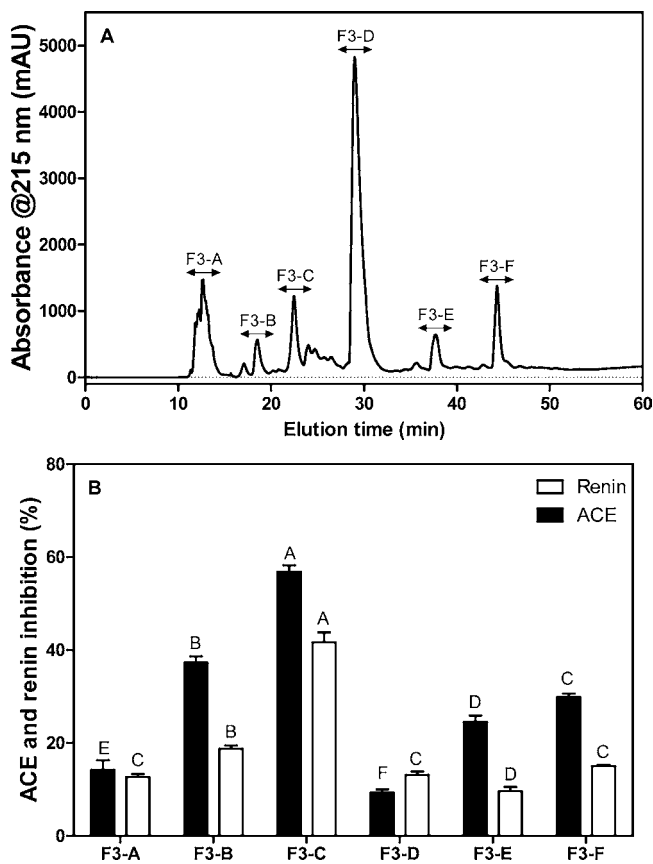 A
F3-D
5000
4000
3000
2000
1000
0
Absorbance @215 nm (mAU)
F3-A
F3-B
F3-C
F3-E
F3-F
0 10 20 30 40 50 60
Elution time (min)
B
80
60
40
20
0
ACE and renin inhibition (%)
Renin
ACE
E C B B A A F C D D C C
F3-A F3-B F3-C F3-D F3-E F3-F